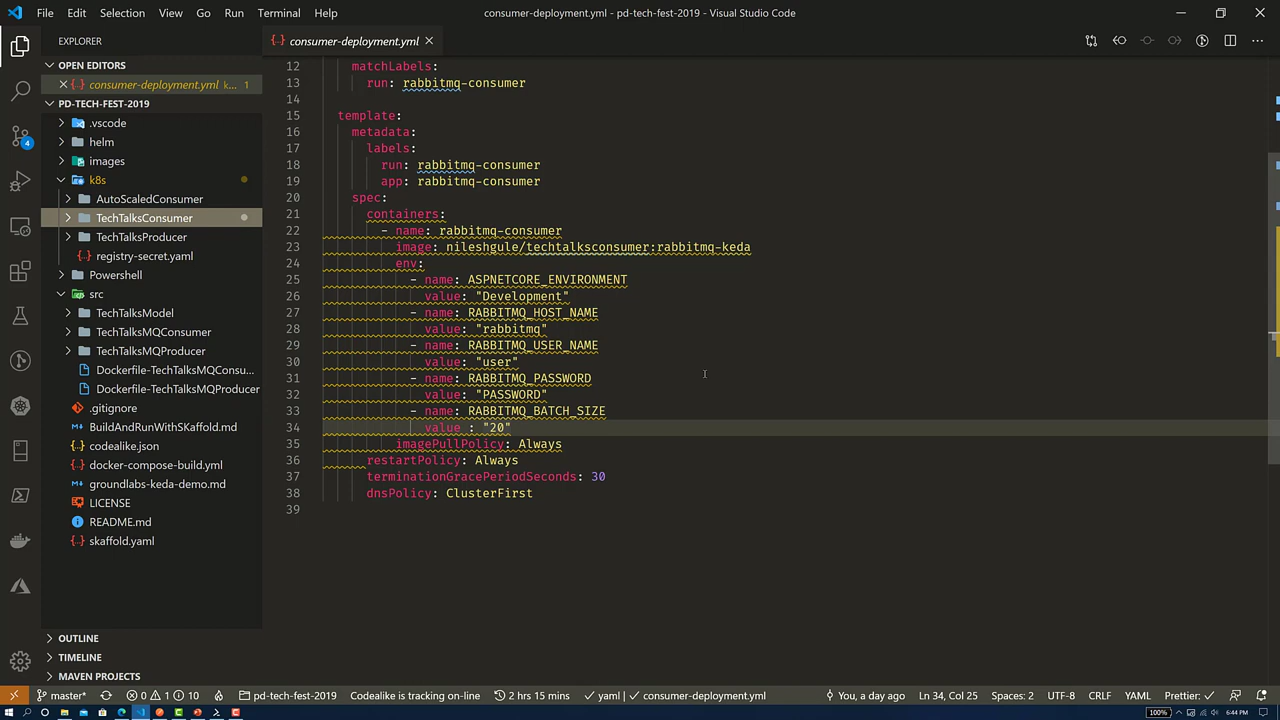 File Edit Selection View Go Run Terminal Help
consumer-deployment.yml - pd-tech-fest-2019 - Visual Studio Code
EXPLORER
OPEN EDITORS
consumer-deployment.yml k... 1
PD-TECH-FEST-2019
.vscode
helm
images
k8s
AutoScaledConsumer
TechTalksConsumer
TechTalksProducer
registry-secret.yaml
Powershell
src
TechTalksModel
TechTalksMQConsumer
TechTalksMQProducer
Dockerfile-TechTalksMQConsu...
Dockerfile-TechTalksMQProducer
.gitignore
BuildAndRunWithSKaffold.md
codealike.json
docker-compose-build.yml
groundlabs-keda-demo.md
LICENSE
README.md
skaffold.yaml
OUTLINE
TIMELINE
MAVEN PROJECTS
4
consumer-deployment.yml
12 matchLabels:
13 run: rabbitmq-consumer
14
15 template:
16 metadata:
17 labels:
18 run: rabbitmq-consumer
19 app: rabbitmq-consumer
20 spec:
21 containers:
22 - name: rabbitmq-consumer
23 image: nileshgule/techtalksconsumer:rabbitmq-keda
24 env:
25 - name: ASPNETCORE_ENVIRONMENT
26 value: "Development"
27 - name: RABBITMQ_HOST_NAME
28 value: "rabbitmq"
29 - name: RABBITMQ_USER_NAME
30 value: "user"
31 - name: RABBITMQ_PASSWORD
32 value: "PASSWORD"
33 - name: RABBITMQ_BATCH_SIZE
34 value : "20"
35 imagePullPolicy: Always
36 restartPolicy: Always
37 terminationGracePeriodSeconds: 30
38 dnsPolicy: ClusterFirst
39
master* 0 1 10 pd-tech-fest-2019 Codealike is tracking on-line 2 hrs 15 mins yaml | consumer-deployment.yml You, a day ago Ln 34, Col 25 Spaces: 2 UTF-8 CRLF YAML Prettier:
100% 6:44 PM